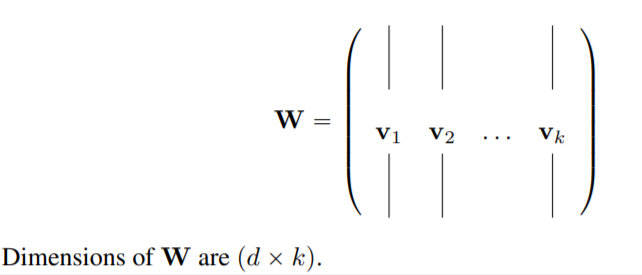 W = ( v₁ v₂ … vₖ )
Dimensions of W are (d × k).